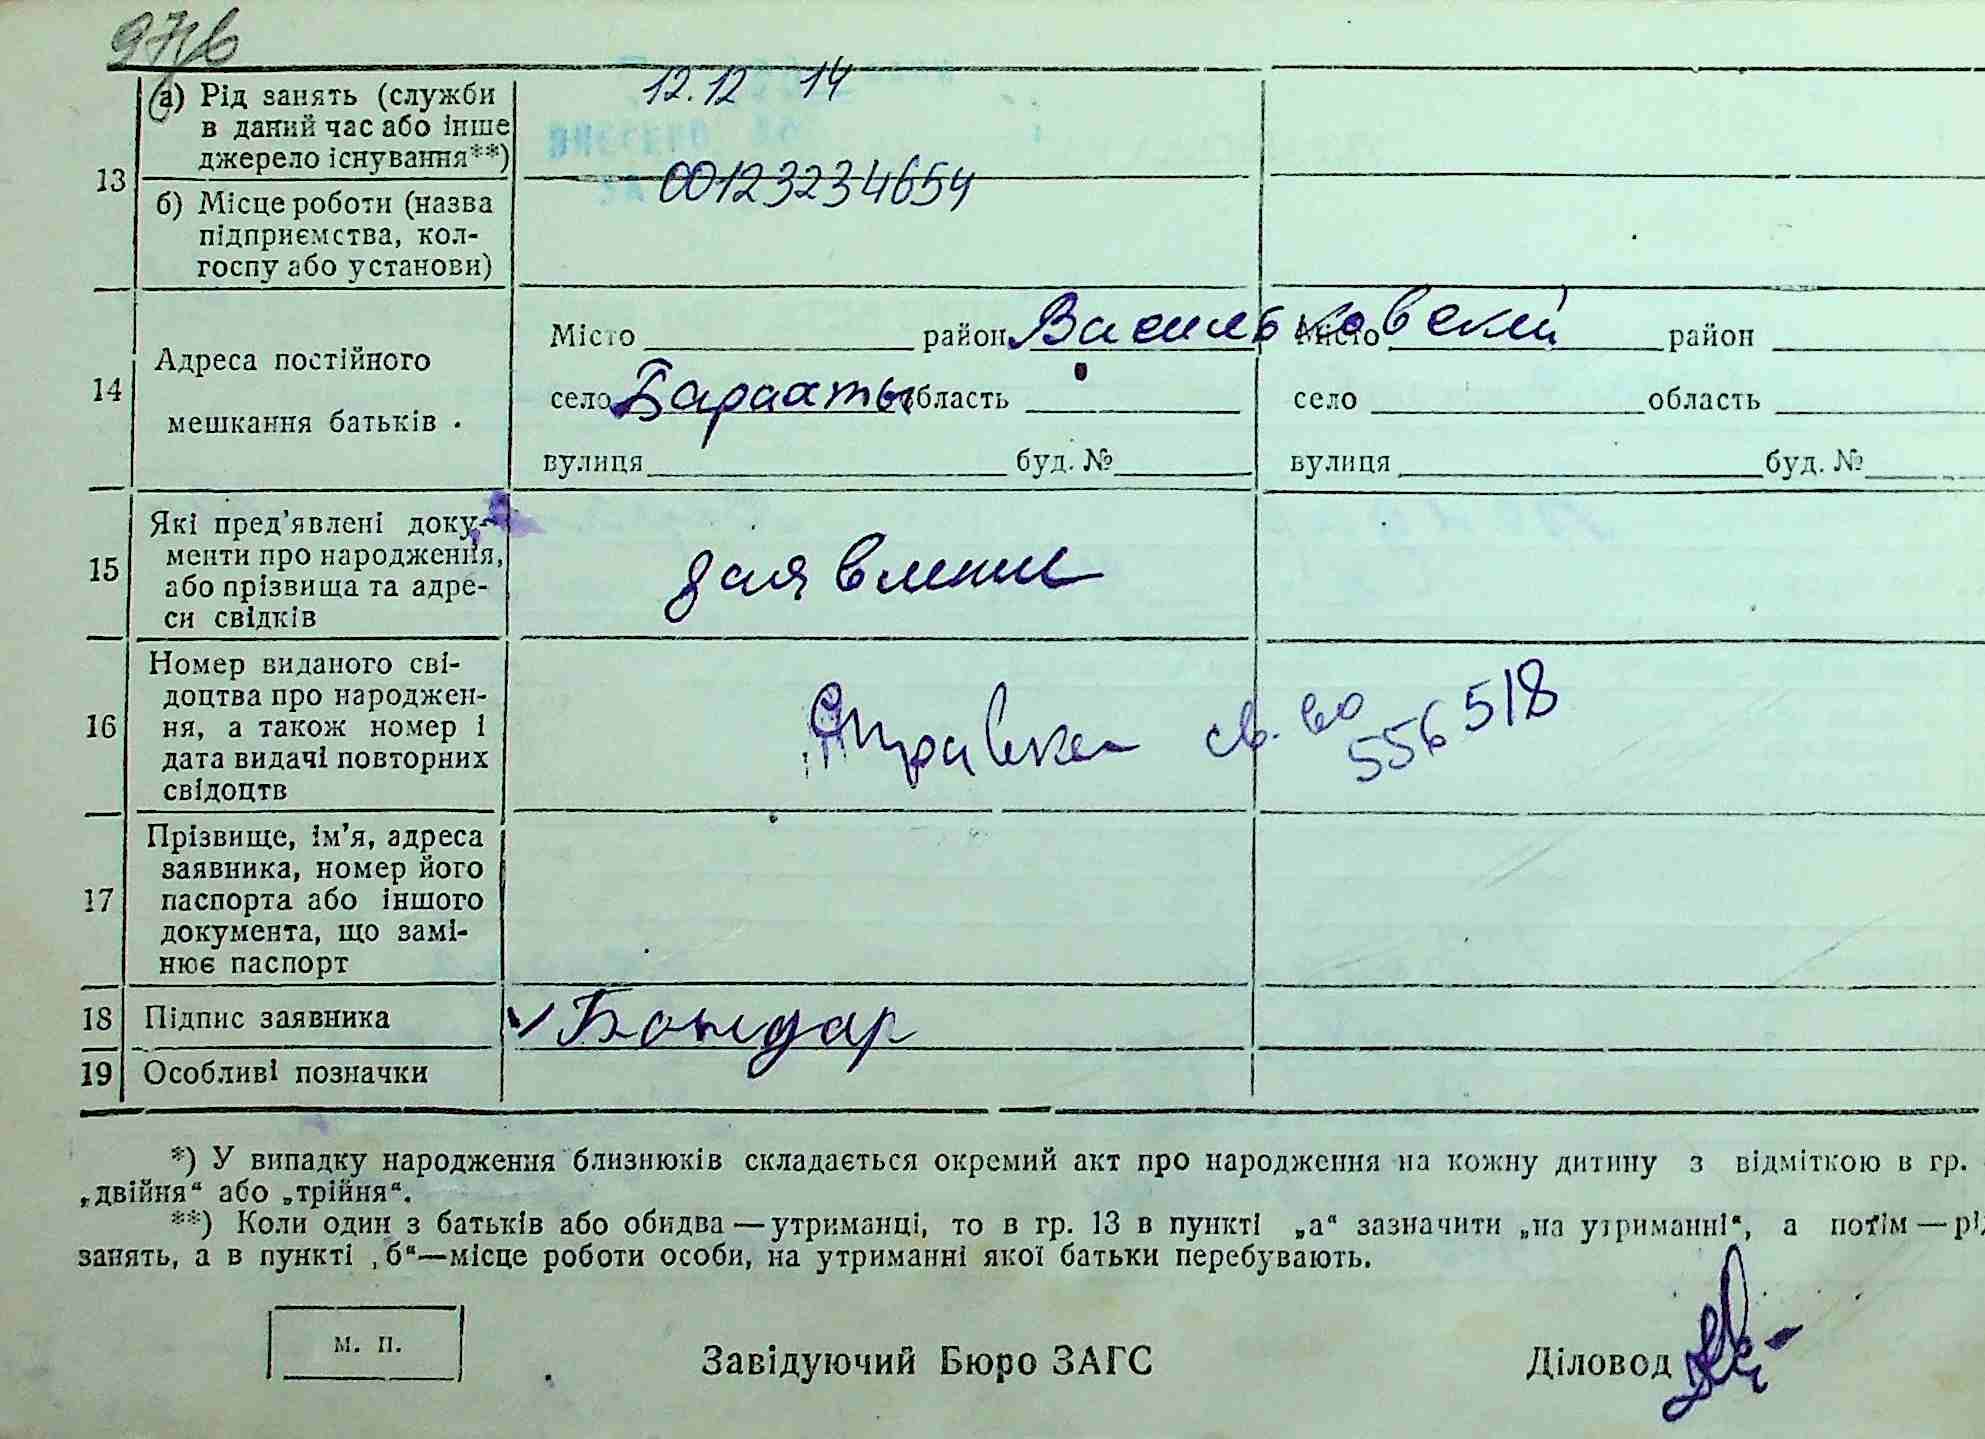 97/6
12.12 14
13
а) Рід занять (служби
в даний час або інше
джерело існування**)
00123234654
б) Місце роботи (назва
підприємства, кол-
госпу або установи)
14
Адреса постійного
мешкання батьків
Місто район Васильковский Місто район
село Барахты область село область
вулиця буд. № вулиця буд. №
15
Які пред’явлені доку-
менти про народження,
або прізвища та адре-
си свідків
Заявление
16
Номер виданого сві-
доцтва про народжен-
ня, а також номер і
дата видачі повторних
свідоцтв
Справка св. во 556518
17
Прізвище, ім’я, адреса
заявника, номер його
паспорта або іншого
документа, що замі-
нює паспорт
18 Підпис заявника Бондар
19 Особливі позначки
*) У випадку народження близнюків складається окремий акт про народження на кожну дитину з відміткою в гр.
„двійня“ або „трійня“.
**) Коли один з батьків або обидва — утриманці, то в гр. 13 в пункті „а“ зазначити „на утриманні“, а потім — рід
занять, а в пункті „б“—місце роботи особи, на утриманні якої батьки перебувають.
м. п.
Завідуючий Бюро ЗАГС Діловод